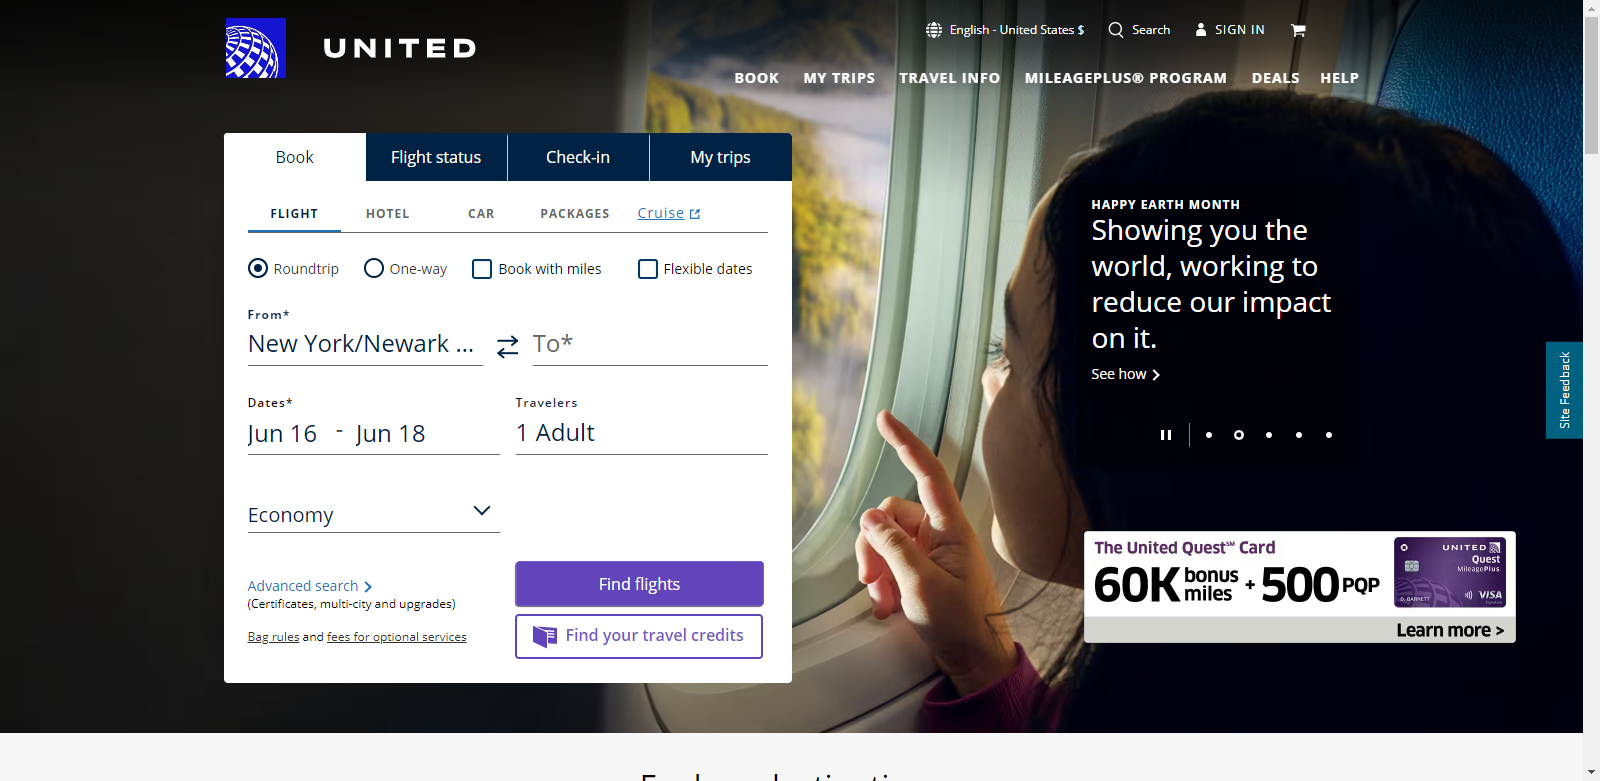 UNITED
English - United States $
Search
SIGN IN
BOOK
MY TRIPS
TRAVEL INFO
MILEAGEPLUS® PROGRAM
DEALS
HELP
Book
Flight status
Check-in
My trips
FLIGHT
HOTEL
CAR
PACKAGES
Cruise
Roundtrip
One-way
Book with miles
Flexible dates
From*
New York/Newark ...
To*
Dates*
Jun 16 - Jun 18
Travelers
1 Adult
Economy
Advanced search
(Certificates, multi-city and upgrades)
Bag rules and fees for optional services
Find flights
Find your travel credits
HAPPY EARTH MONTH
Showing you the
world, working to
reduce our impact
on it.
See how
Site Feedback
The United Quest℠ Card
60K bonus miles + 500 PQP
UNITED
Quest
MileagePlus
D. BARRETT
VISA
Learn more >